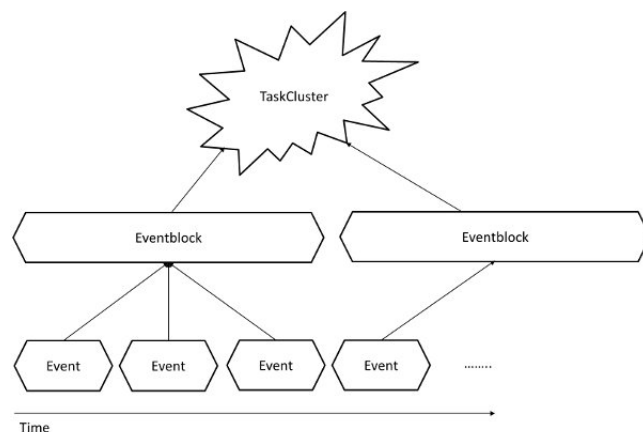 TaskCluster
Eventblock Eventblock
Event Event Event Event ........
Time